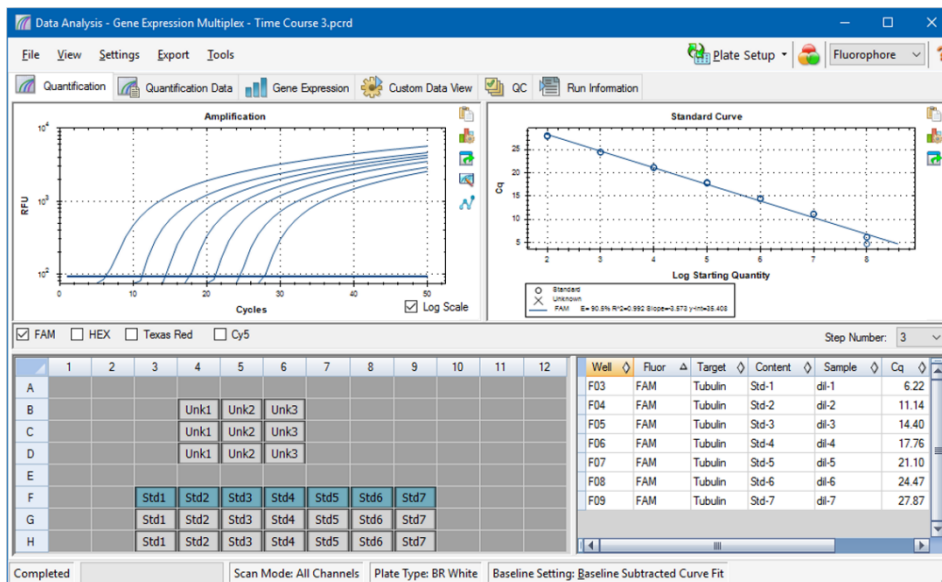 Data Analysis - Gene Expression Multiplex - Time Course 3.pcrd
File View Settings Export Tools Plate Setup Fluorophore
Quantification Quantification Data Gene Expression Custom Data View QC Run Information
Amplification
10^4
10^3
10^2
RFU
0 10 20 30 40 50
Cycles
Log Scale
Standard Curve
25
20
15
10
5
Cq
2 3 4 5 6 7 8
Log Starting Quantity
Standard
Unknown
FAM E= 90.5% R^2=0.992 Slope=-3.573 y-int=35.408
FAM HEX Texas Red Cy5 Step Number: 3
1 2 3 4 5 6 7 8 9 10 11 12
A
B Unk1 Unk2 Unk3
C Unk1 Unk2 Unk3
D Unk1 Unk2 Unk3
E
F Std1 Std2 Std3 Std4 Std5 Std6 Std7
G Std1 Std2 Std3 Std4 Std5 Std6 Std7
H Std1 Std2 Std3 Std4 Std5 Std6 Std7
Well Fluor Target Content Sample Cq
F03 FAM Tubulin Std-1 dil-1 6.22
F04 FAM Tubulin Std-2 dil-2 11.14
F05 FAM Tubulin Std-3 dil-3 14.40
F06 FAM Tubulin Std-4 dil-4 17.76
F07 FAM Tubulin Std-5 dil-5 21.10
F08 FAM Tubulin Std-6 dil-6 24.47
F09 FAM Tubulin Std-7 dil-7 27.87
Completed Scan Mode: All Channels Plate Type: BR White Baseline Setting: Baseline Subtracted Curve Fit